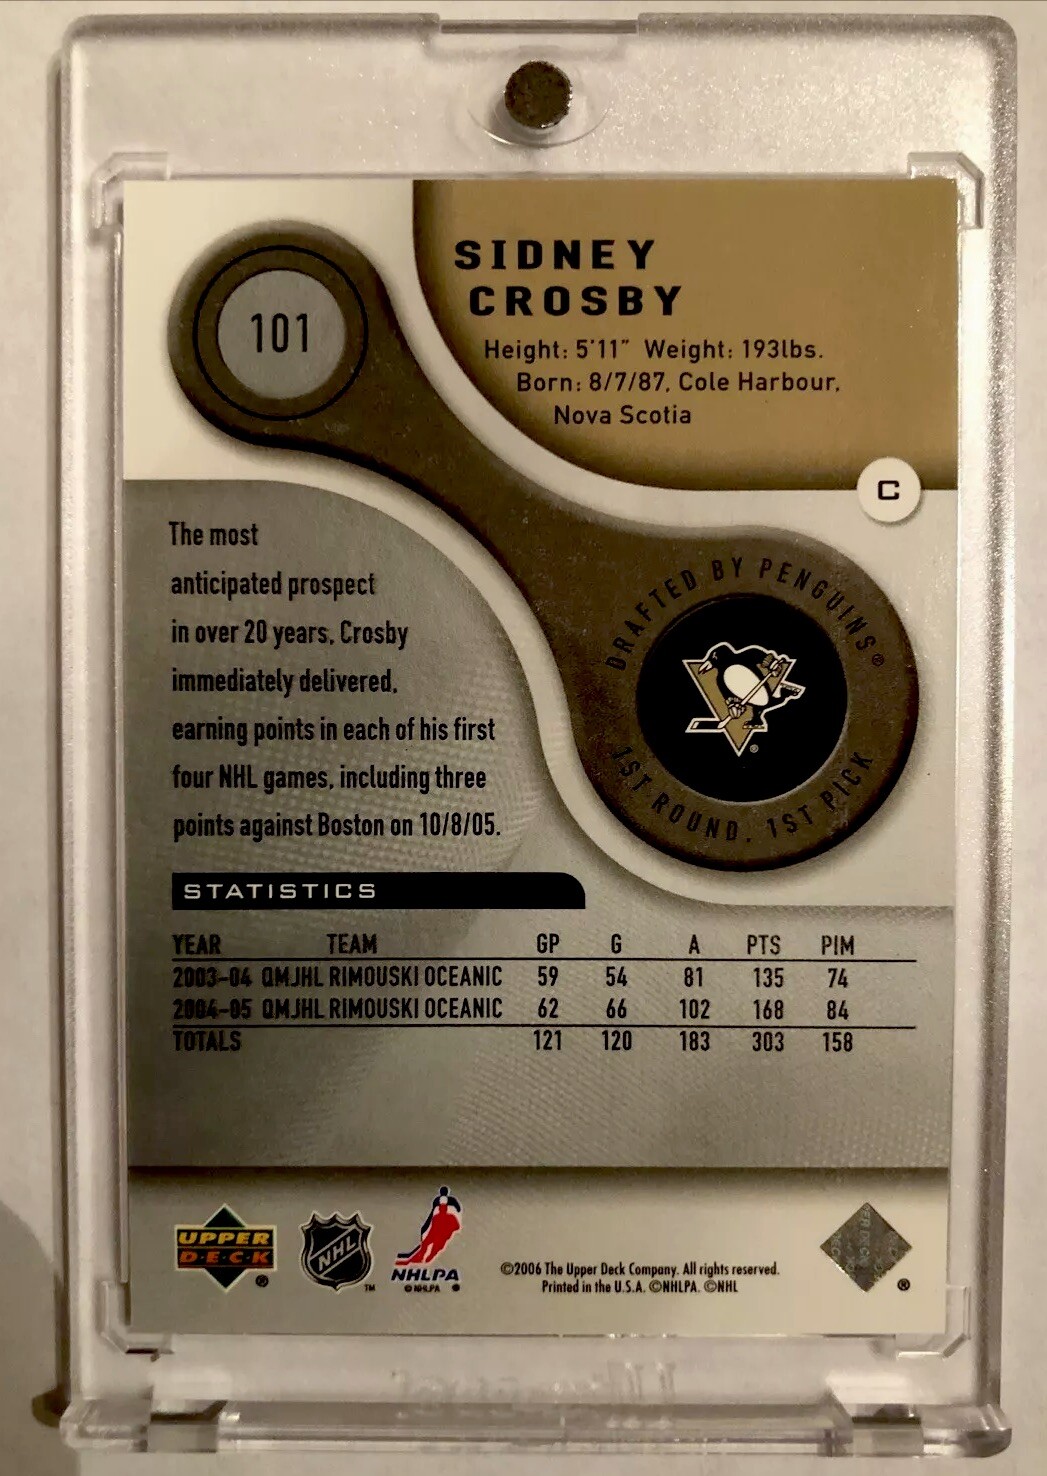 101
SIDNEY
CROSBY
Height: 5'11" Weight: 193lbs.
Born: 8/7/87, Cole Harbour,
Nova Scotia
C
DRAFTED BY PENGUINS®
1ST ROUND, 1ST PICK
The most
anticipated prospect
in over 20 years, Crosby
immediately delivered,
earning points in each of his first
four NHL games, including three
points against Boston on 10/8/05.
STATISTICS
YEAR TEAM GP G A PTS PIM
2003-04 QMJHL RIMOUSKI OCEANIC 59 54 81 135 74
2004-05 QMJHL RIMOUSKI OCEANIC 62 66 102 168 84
TOTALS 121 120 183 303 158
UPPER
D·E·C·K
®
NHL
™
NHLPA
©NHLPA ®
©2006 The Upper Deck Company. All rights reserved.
Printed in the U.S.A. ©NHLPA. ©NHL
®